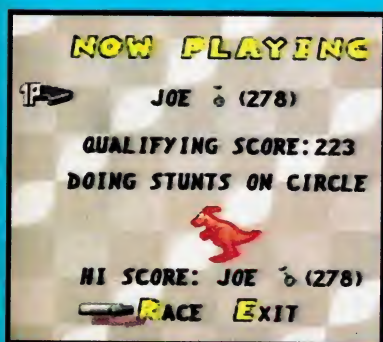 NOW PLAYING
1P JOE (278)
QUALIFYING SCORE:223
DOING STUNTS ON CIRCLE
HI SCORE: JOE (278)
RACE EXIT